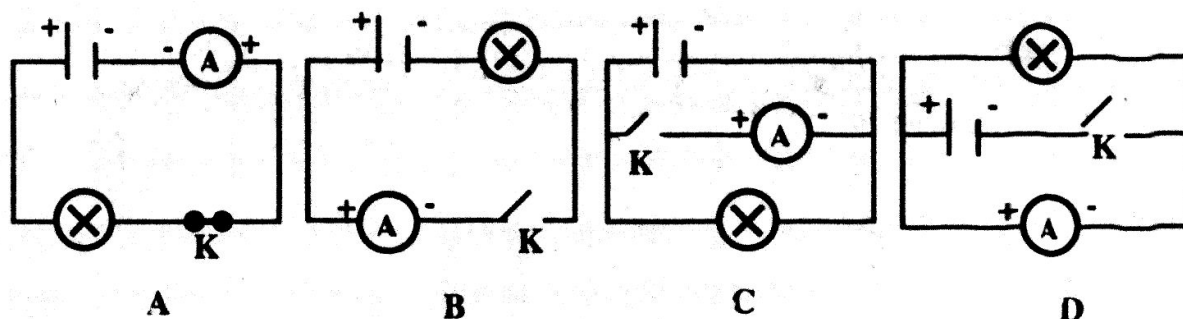 + - - A +
K
A
+ -
+ A - K
B
+ -
K + A -
C
+ - K
+ A -
D